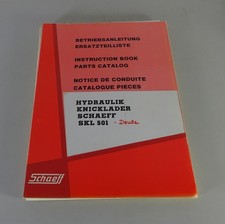 BETRIEBSANLEITUNG
ERSATZTEILLISTE
INSTRUCTION BOOK
PARTS CATALOG
NOTICE DE CONDUITE
CATALOGUE PIECES
HYDRAULIK
KNICKLADER
SCHAEFF
SKL 501
Schaeff